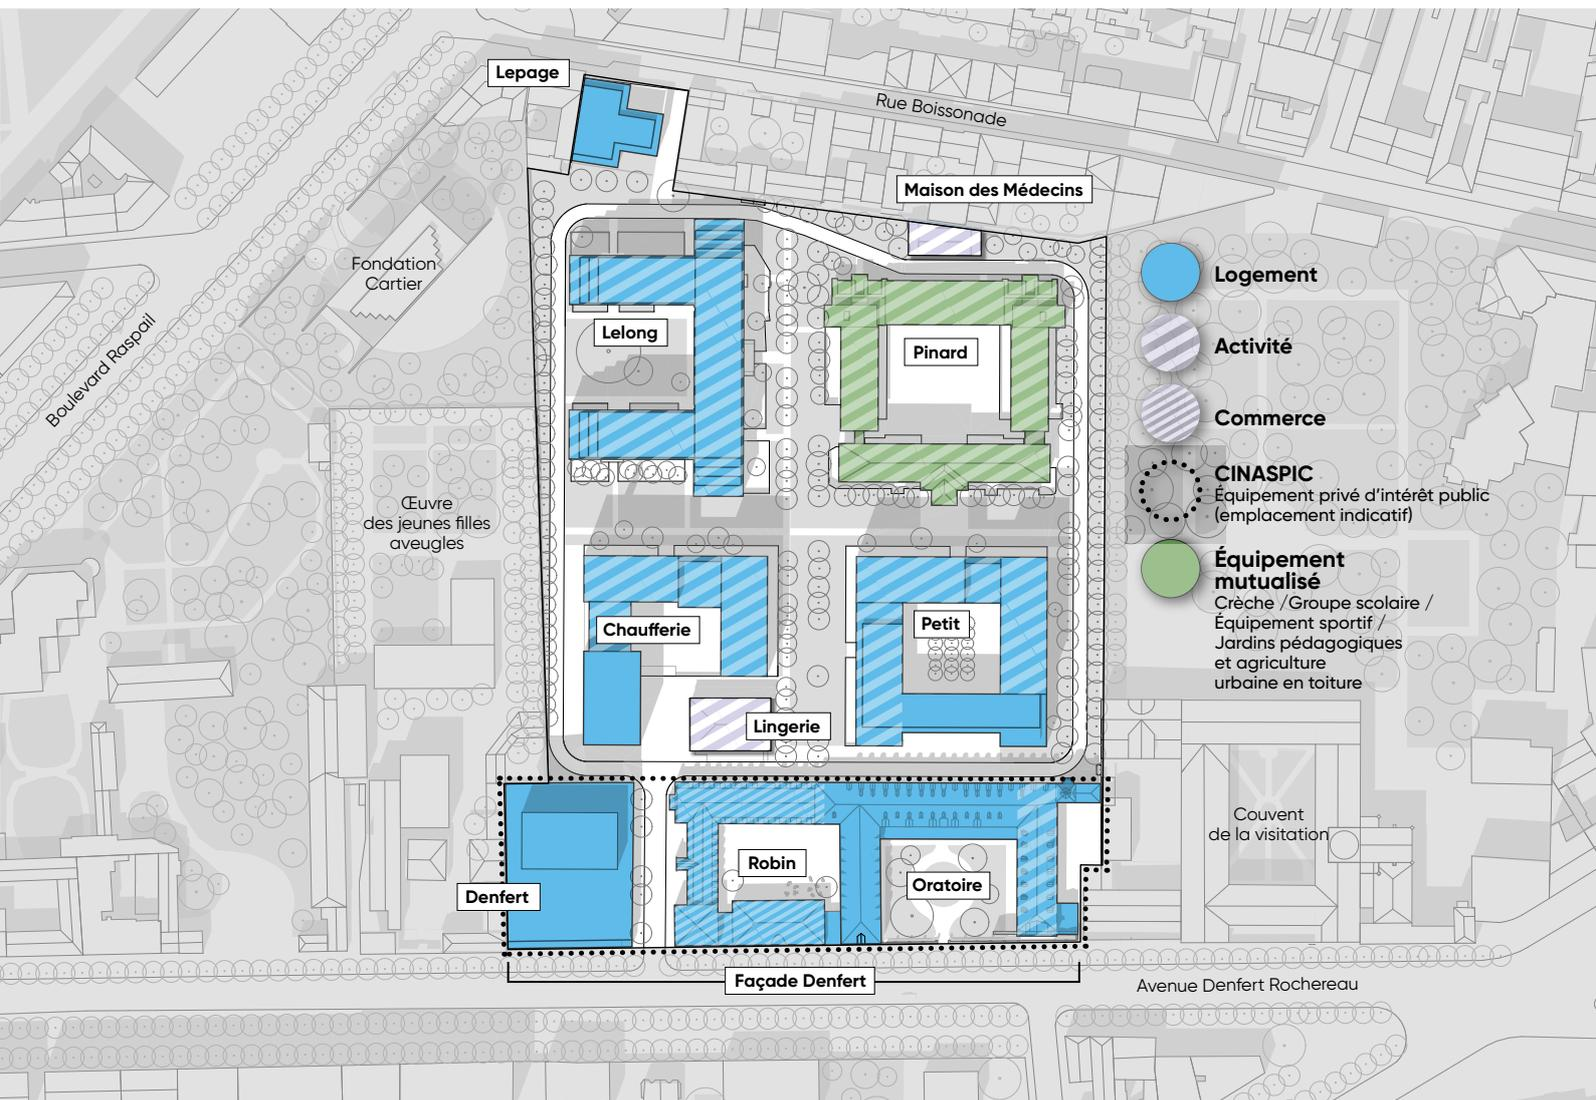 Lepage
Rue Boissonade
Maison des Médecins
Fondation
Cartier
Boulevard Raspail
Lelong
Pinard
Œuvre
des jeunes filles
aveugles
Chaufferie
Petit
Lingerie
Denfert
Robin
Oratoire
Couvent
de la visitation
Façade Denfert
Avenue Denfert Rochereau
Logement
Activité
Commerce
CINASPIC
Équipement privé d’intérêt public
(emplacement indicatif)
Équipement
mutualisé
Crèche /Groupe scolaire /
Équipement sportif /
Jardins pédagogiques
et agriculture
urbaine en toiture